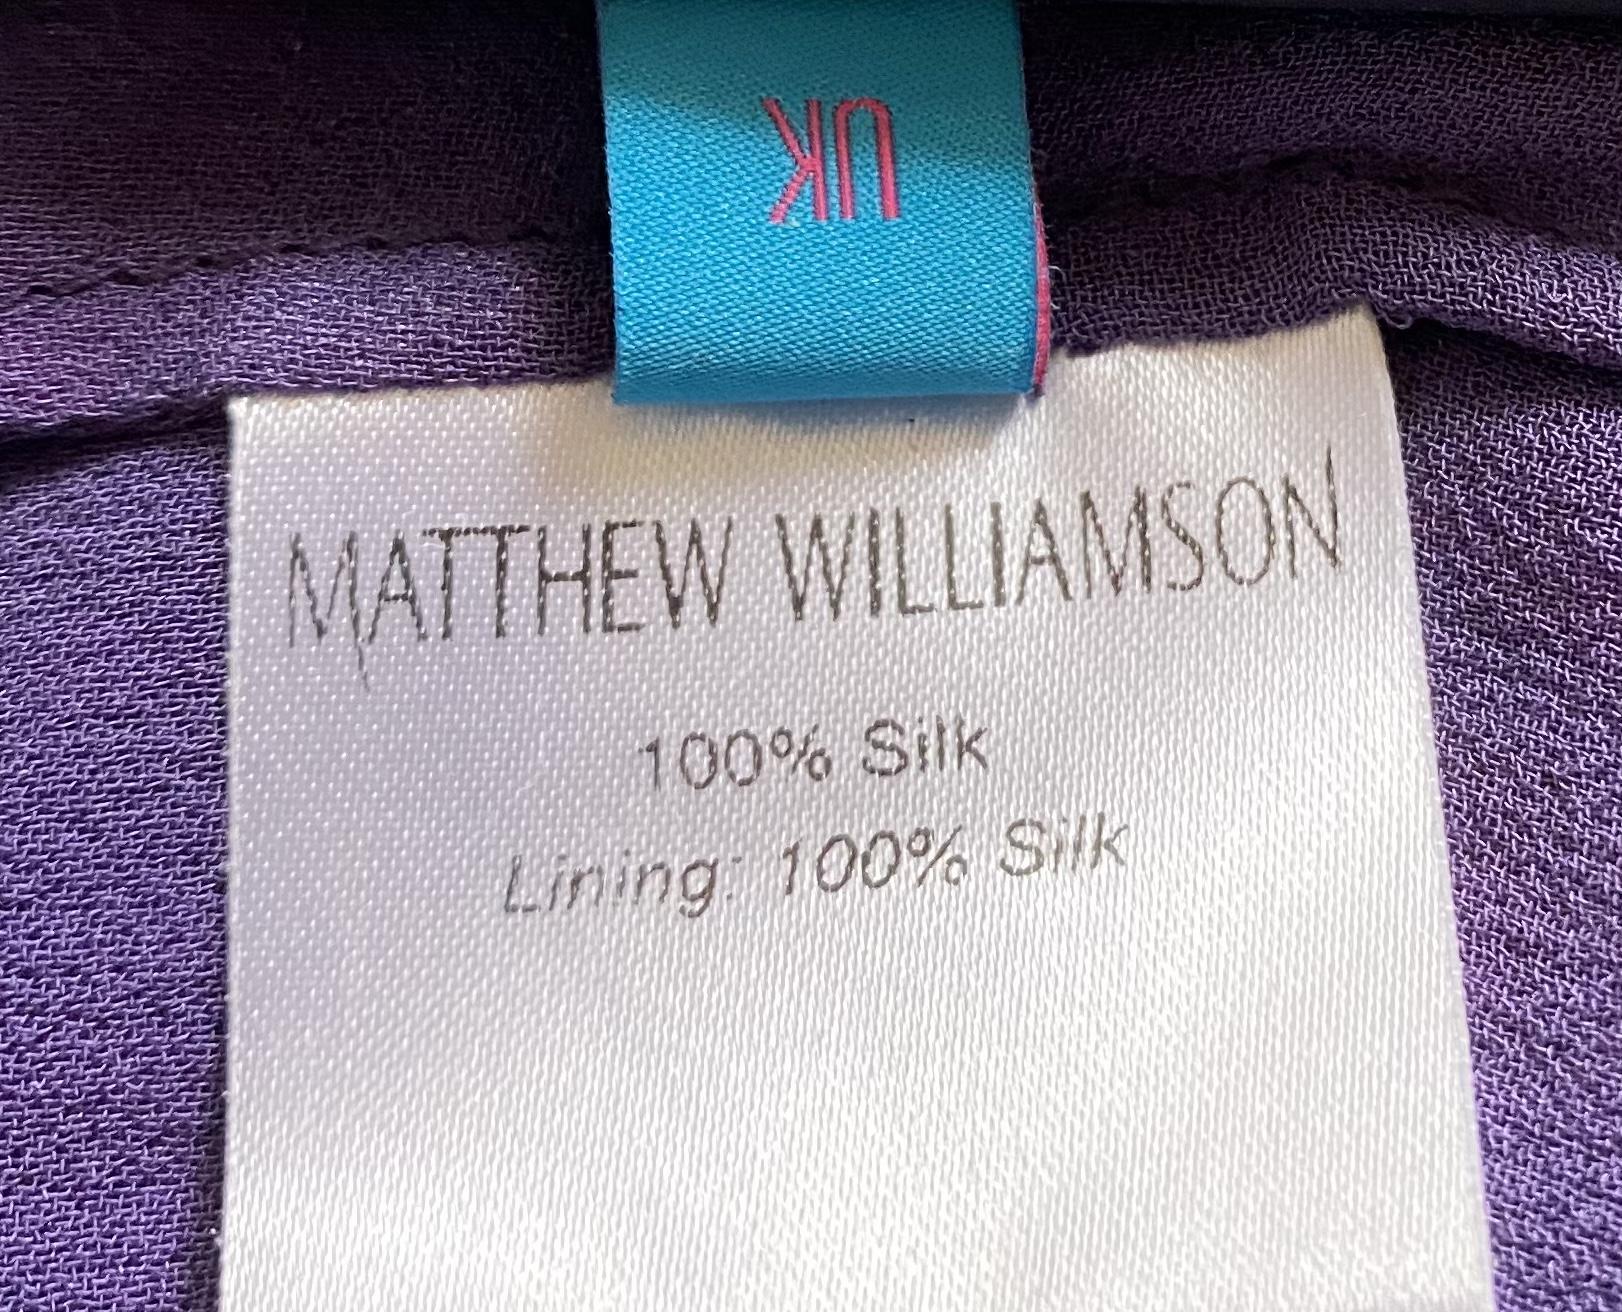 UK
MATTHEW WILLIAMSON
100% Silk
Lining: 100% Silk